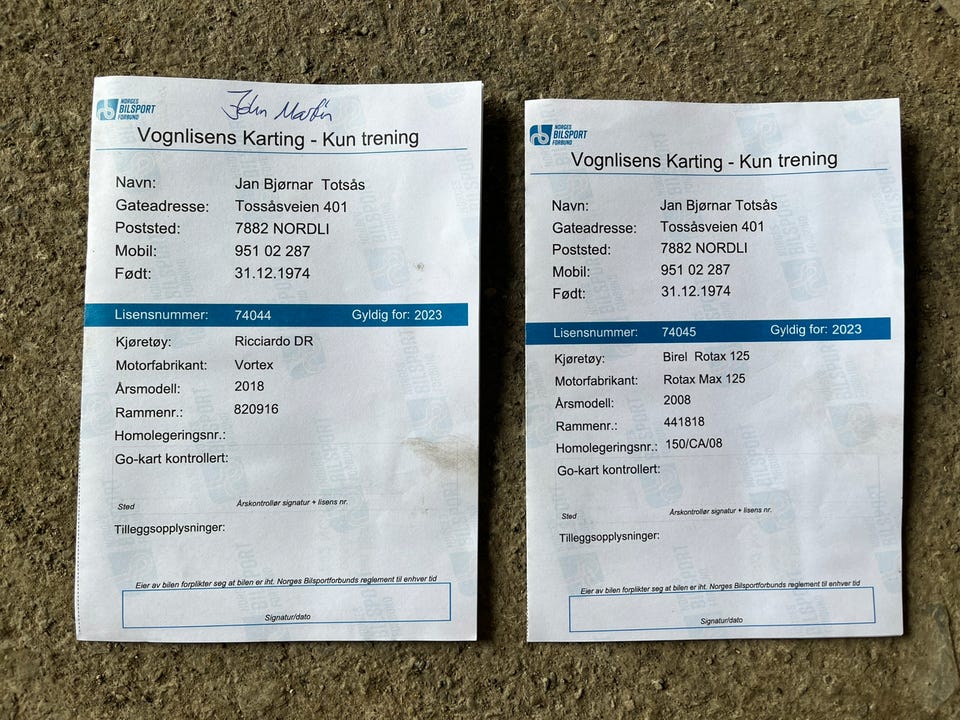 NORGES
BILSPORT
FORBUND
John Martin
Vognlisens Karting - Kun trening
Navn: Jan Bjørnar Totsås
Gateadresse: Tossåsveien 401
Poststed: 7882 NORDLI
Mobil: 951 02 287
Født: 31.12.1974
Lisensnummer: 74044 Gyldig for: 2023
Kjøretøy: Ricciardo DR
Motorfabrikant: Vortex
Årsmodell: 2018
Rammenr.: 820916
Homologeringsnr.:
Go-kart kontrollert:
Sted Årskontrollør signatur + lisens nr.
Tilleggsopplysninger:
Eier av bilen forplikter seg at bilen er iht. Norges Bilsportforbunds reglement til enhver tid
Signatur/dato
NORGES
BILSPORT
FORBUND
Vognlisens Karting - Kun trening
Navn: Jan Bjørnar Totsås
Gateadresse: Tossåsveien 401
Poststed: 7882 NORDLI
Mobil: 951 02 287
Født: 31.12.1974
Lisensnummer: 74045 Gyldig for: 2023
Kjøretøy: Birel Rotax 125
Motorfabrikant: Rotax Max 125
Årsmodell: 2008
Rammenr.: 441818
Homologeringsnr.: 150/CA/08
Go-kart kontrollert:
Sted Årskontrollør signatur + lisens nr.
Tilleggsopplysninger:
Eier av bilen forplikter seg at bilen er iht. Norges Bilsportforbunds reglement til enhver tid
Signatur/dato